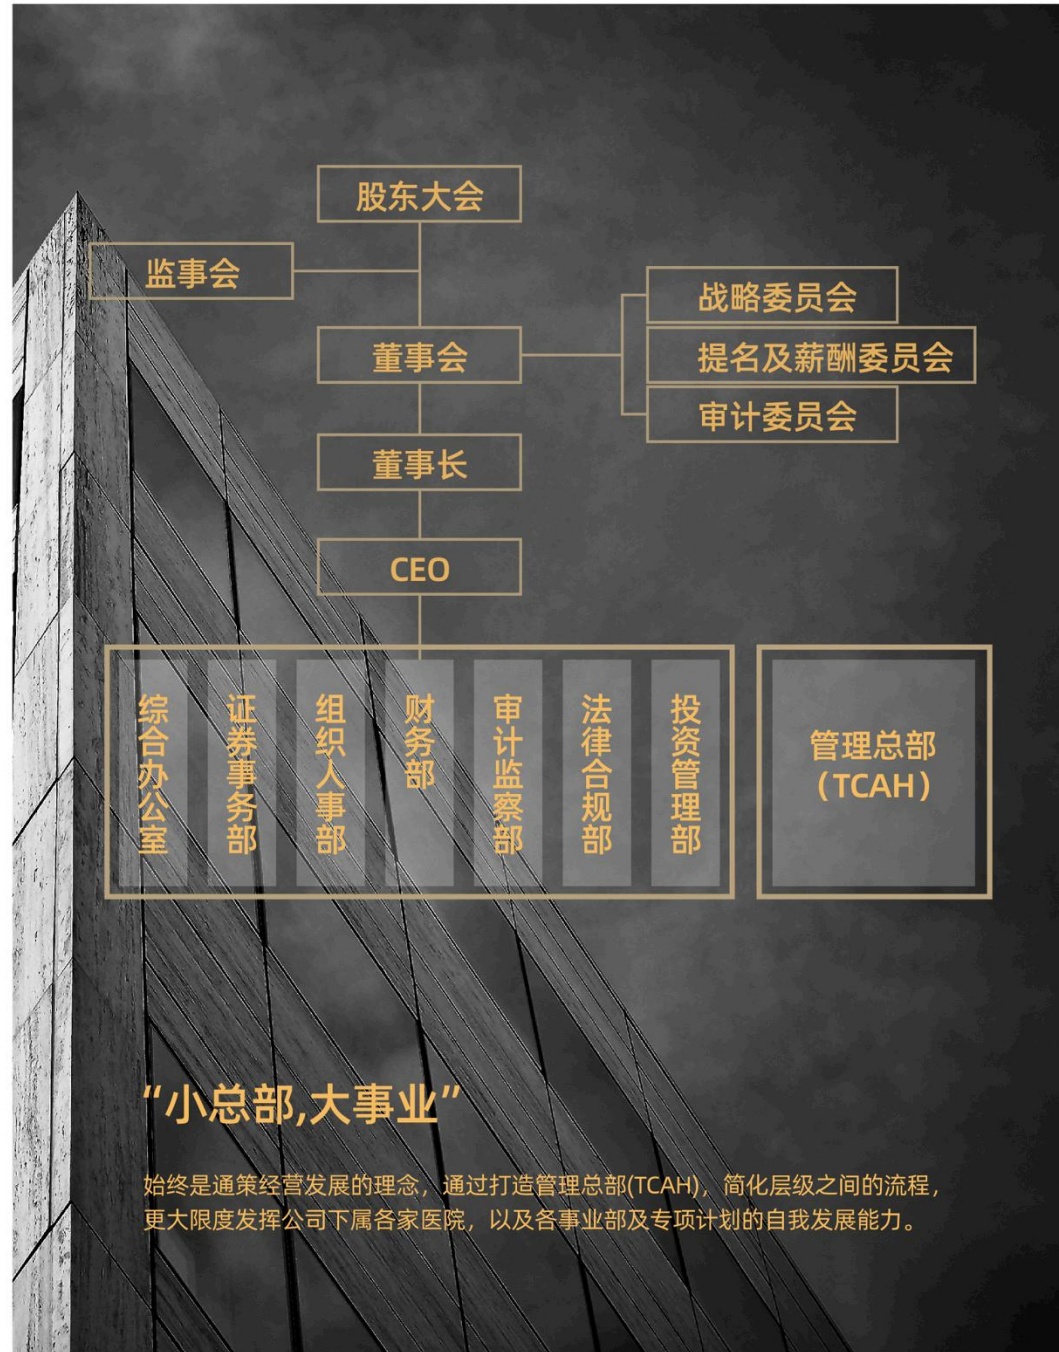 股东大会
监事会
战略委员会
董事会
提名及薪酬委员会
审计委员会
董事长
CEO
综合办公室
证券事务部
组织人事部
财务部
审计监察部
法律合规部
投资管理部
管理总部
（TCAH）
“小总部,大事业”
始终是通策经营发展的理念，通过打造管理总部(TCAH)，简化层级之间的流程，
更大限度发挥公司下属各家医院，以及各事业部及专项计划的自我发展能力。